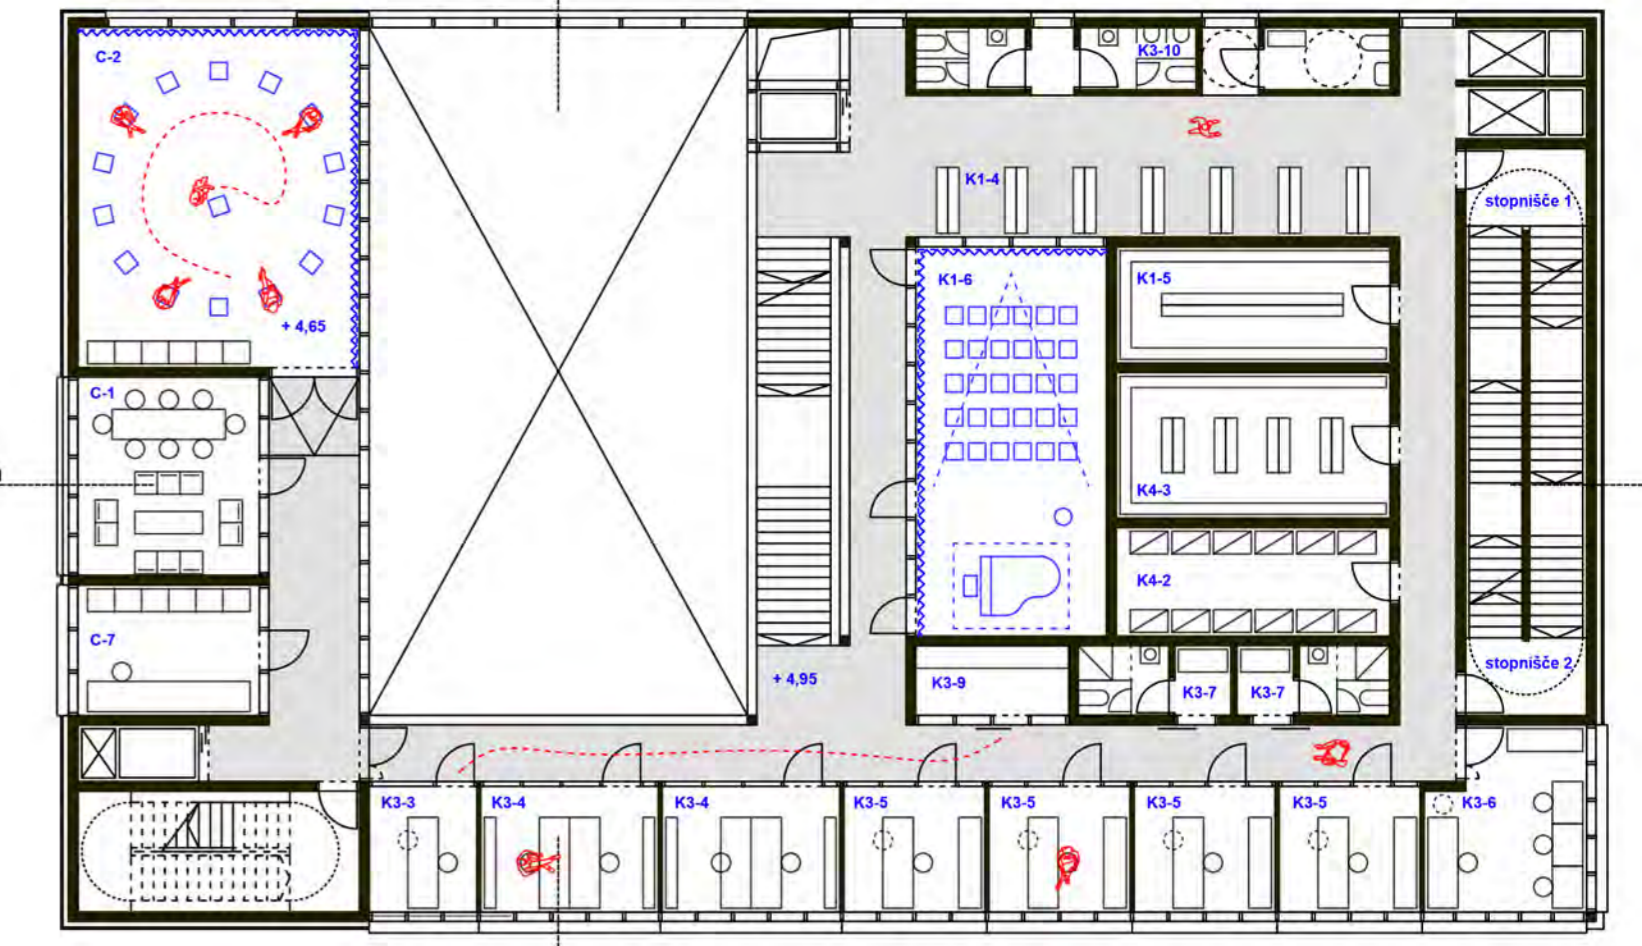 C-2
K3-10
K1-4
stopnišče 1
K1-6
K1-5
+ 4,65
C-1
K4-3
K4-2
C-7
stopnišče 2
+ 4,95
K3-9
K3-7
K3-7
K3-3
K3-4
K3-4
K3-5
K3-5
K3-5
K3-5
K3-6